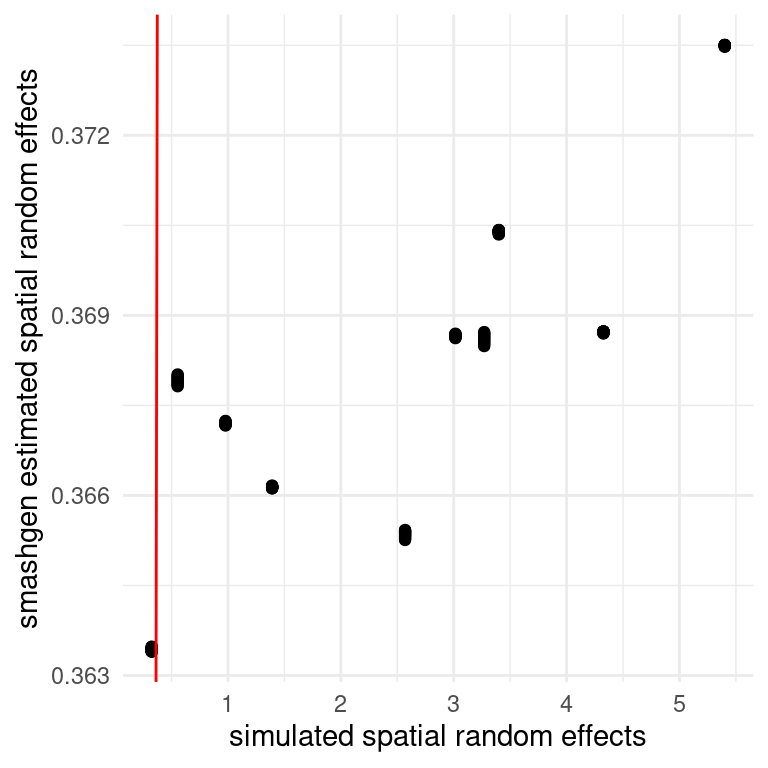 smashgen estimated spatial random effects
0.372
0.369
0.366
0.363
1 2 3 4 5
simulated spatial random effects